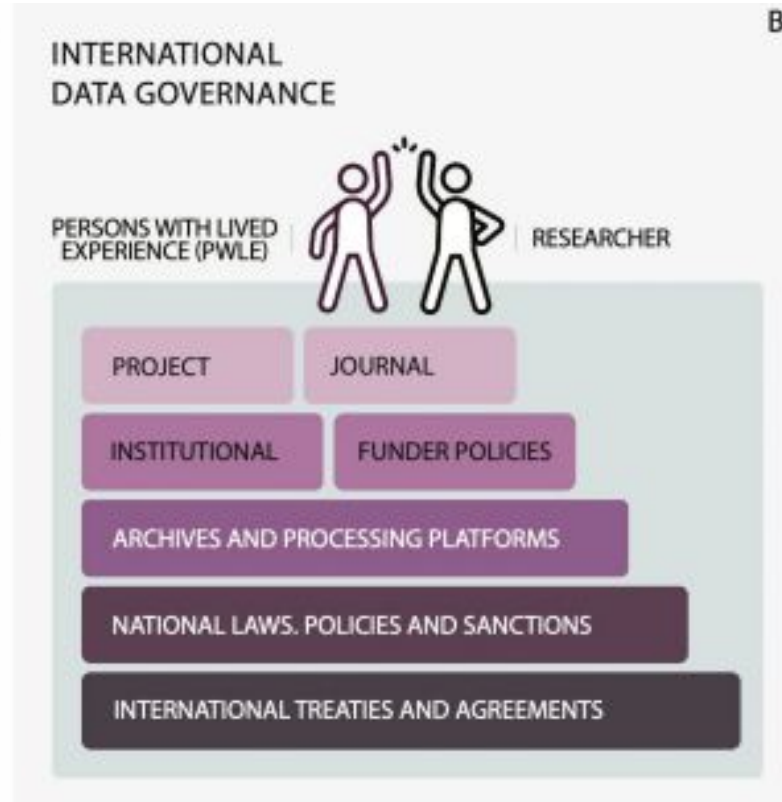 B
INTERNATIONAL
DATA GOVERNANCE
PERSONS WITH LIVED
EXPERIENCE (PWLE)
RESEARCHER
PROJECT
JOURNAL
INSTITUTIONAL
FUNDER POLICIES
ARCHIVES AND PROCESSING PLATFORMS
NATIONAL LAWS. POLICIES AND SANCTIONS
INTERNATIONAL TREATIES AND AGREEMENTS